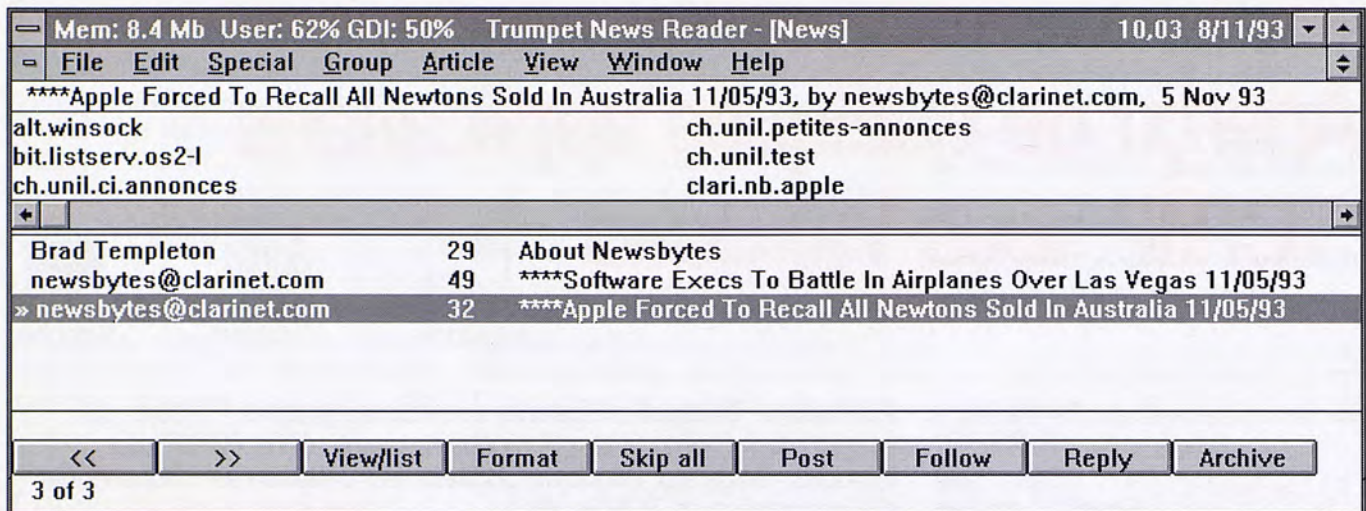 Mem: 8.4 Mb User: 62% GDI: 50% Trumpet News Reader - [News] 10,03 8/11/93
File Edit Special Group Article View Window Help
****Apple Forced To Recall All Newtons Sold In Australia 11/05/93, by newsbytes@clarinet.com, 5 Nov 93
alt.winsock ch.unil.petites-annonces
bit.listserv.os2-l ch.unil.test
ch.unil.ci.annonces clari.nb.apple
Brad Templeton 29 About Newsbytes
newsbytes@clarinet.com 49 ****Software Execs To Battle In Airplanes Over Las Vegas 11/05/93
» newsbytes@clarinet.com 32 ****Apple Forced To Recall All Newtons Sold In Australia 11/05/93
<< >> View/list Format Skip all Post Follow Reply Archive
3 of 3